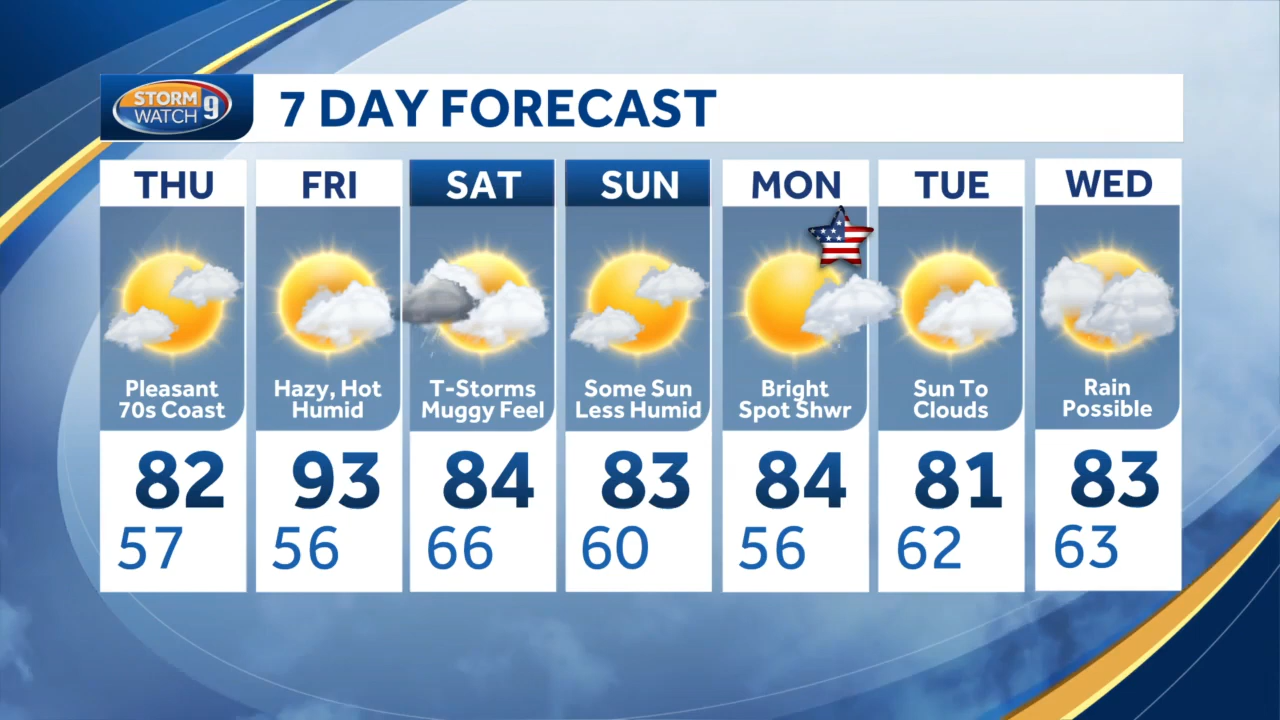 STORM
WATCH 9
7 DAY FORECAST
THU
FRI
SAT
SUN
MON
TUE
WED
Pleasant
70s Coast
Hazy, Hot
Humid
T-Storms
Muggy Feel
Some Sun
Less Humid
Bright
Spot Shwr
Sun To
Clouds
Rain
Possible
82
93
84
83
84
81
83
57
56
66
60
56
62
63